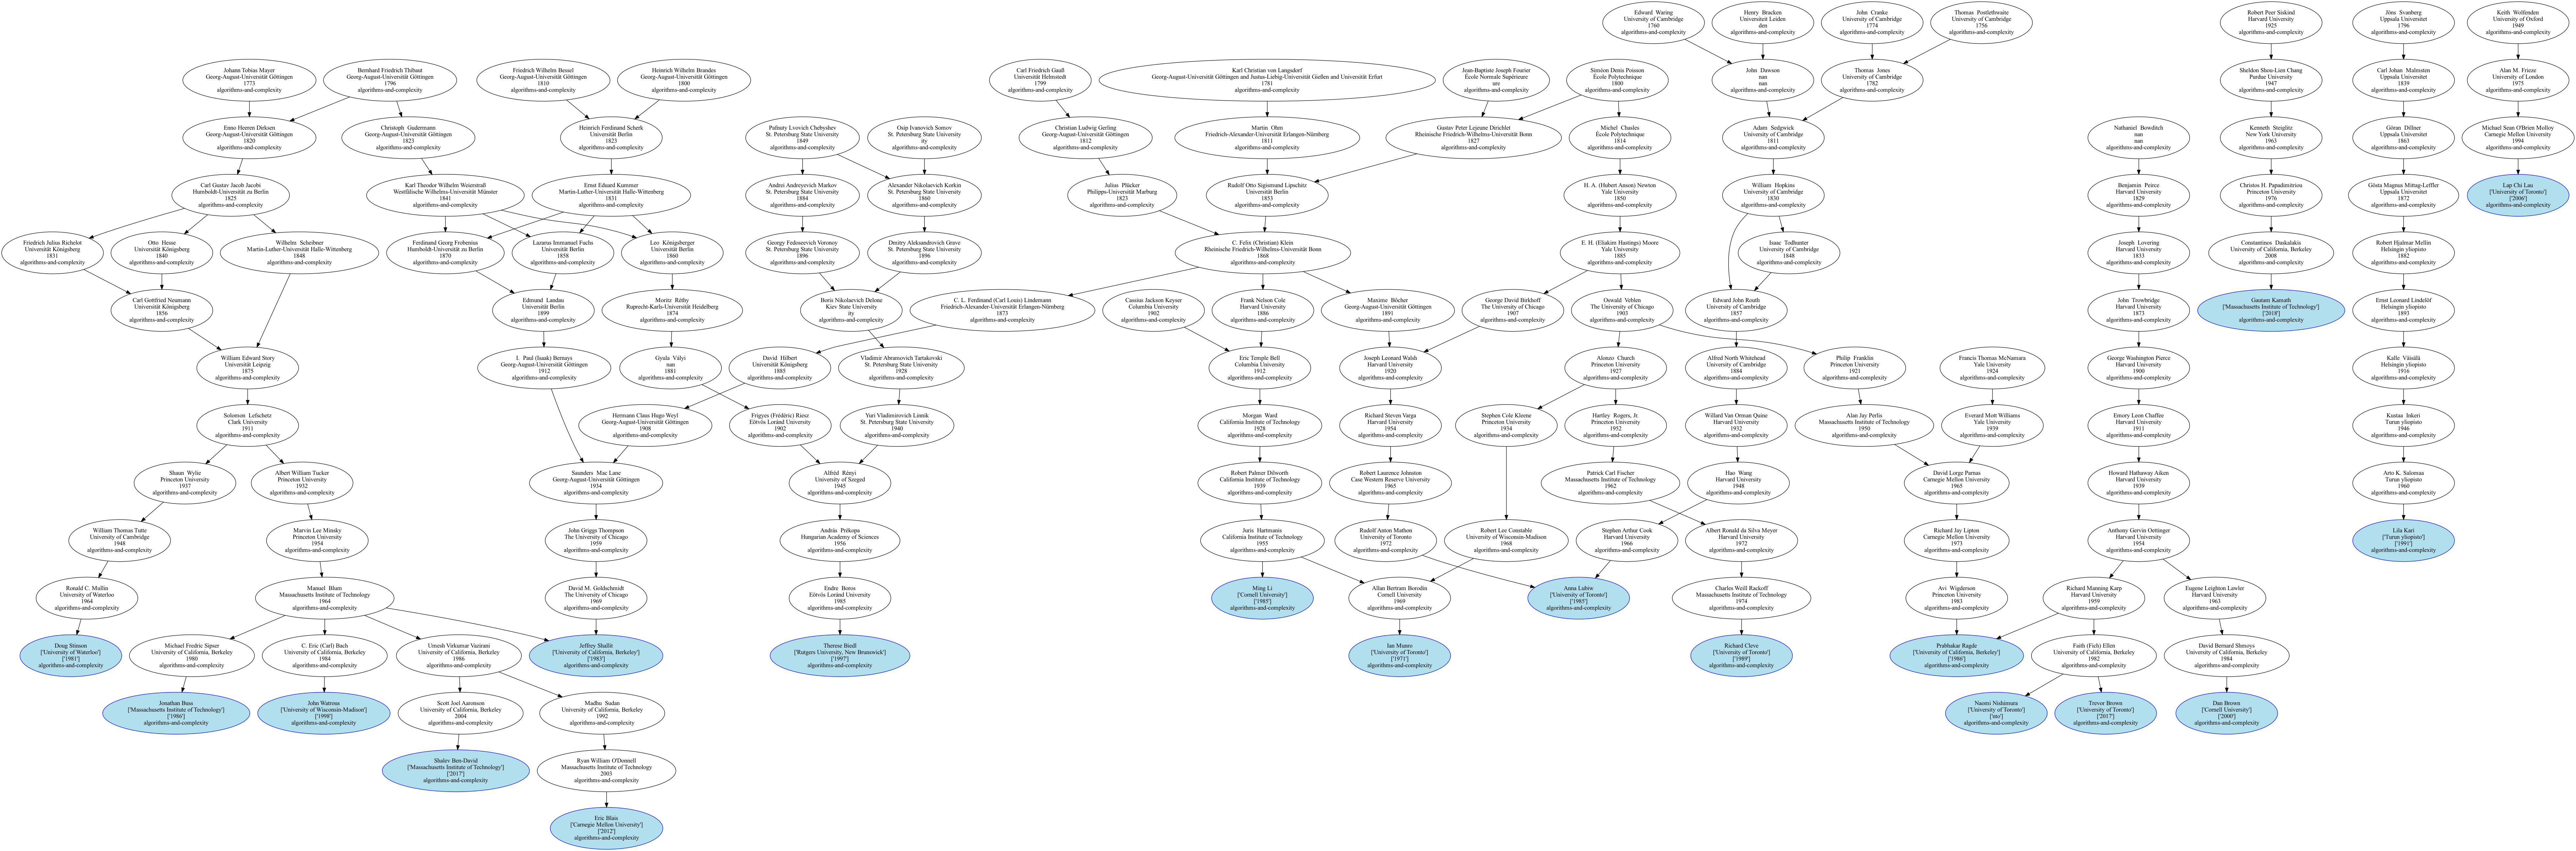 Edward Waring
University of Cambridge
1760
algorithms-and-complexity
Henry Bracken
Universiteit Leiden
den
algorithms-and-complexity
John Cranke
University of Cambridge
1774
algorithms-and-complexity
Thomas Postlethwaite
University of Cambridge
1756
algorithms-and-complexity
Robert Peer Siskind
Harvard University
1925
algorithms-and-complexity
Jöns Svanberg
Uppsala Universitet
1796
algorithms-and-complexity
Keith Wolfenden
University of Oxford
1949
algorithms-and-complexity
Johann Tobias Mayer
Georg-August-Universität Göttingen
1773
algorithms-and-complexity
Bernhard Friedrich Thibaut
Georg-August-Universität Göttingen
1796
algorithms-and-complexity
Friedrich Wilhelm Bessel
Georg-August-Universität Göttingen
1810
algorithms-and-complexity
Heinrich Wilhelm Brandes
Georg-August-Universität Göttingen
1800
algorithms-and-complexity
Carl Friedrich Gauß
Universität Helmstedt
1799
algorithms-and-complexity
Karl Christian von Langsdorf
Georg-August-Universität Göttingen and Justus-Liebig-Universität Gießen and Universität Erfurt
1781
algorithms-and-complexity
Jean-Baptiste Joseph Fourier
École Normale Supérieure
ure
algorithms-and-complexity
Siméon Denis Poisson
École Polytechnique
1800
algorithms-and-complexity
John Dawson
nan
nan
algorithms-and-complexity
Thomas Jones
University of Cambridge
1782
algorithms-and-complexity
Sheldon Shou-Lien Chang
Purdue University
1947
algorithms-and-complexity
Carl Johan Malmsten
Uppsala Universitet
1839
algorithms-and-complexity
Alan M. Frieze
University of London
1975
algorithms-and-complexity
Enno Heeren Dirksen
Georg-August-Universität Göttingen
1820
algorithms-and-complexity
Christoph Gudermann
Georg-August-Universität Göttingen
1823
algorithms-and-complexity
Heinrich Ferdinand Scherk
Universität Berlin
1823
algorithms-and-complexity
Pafnuty Lvovich Chebyshev
St. Petersburg State University
1849
algorithms-and-complexity
Osip Ivanovich Somov
St. Petersburg State University
ity
algorithms-and-complexity
Christian Ludwig Gerling
Georg-August-Universität Göttingen
1812
algorithms-and-complexity
Martin Ohm
Friedrich-Alexander-Universität Erlangen-Nürnberg
1811
algorithms-and-complexity
Gustav Peter Lejeune Dirichlet
Rheinische Friedrich-Wilhelms-Universität Bonn
1827
algorithms-and-complexity
Michel Chasles
École Polytechnique
1814
algorithms-and-complexity
Adam Sedgwick
University of Cambridge
1811
algorithms-and-complexity
Nathaniel Bowditch
nan
nan
algorithms-and-complexity
Kenneth Steiglitz
New York University
1963
algorithms-and-complexity
Göran Dillner
Uppsala Universitet
1863
algorithms-and-complexity
Michael Sean O'Brien Molloy
Carnegie Mellon University
1994
algorithms-and-complexity
Carl Gustav Jacob Jacobi
Humboldt-Universität zu Berlin
1825
algorithms-and-complexity
Karl Theodor Wilhelm Weierstraß
Westfälische Wilhelms-Universität Münster
1841
algorithms-and-complexity
Ernst Eduard Kummer
Martin-Luther-Universität Halle-Wittenberg
1831
algorithms-and-complexity
Andrei Andreyevich Markov
St. Petersburg State University
1884
algorithms-and-complexity
Alexander Nikolaevich Korkin
St. Petersburg State University
1860
algorithms-and-complexity
Julius Plücker
Philipps-Universität Marburg
1823
algorithms-and-complexity
Rudolf Otto Sigismund Lipschitz
Universität Berlin
1853
algorithms-and-complexity
H. A. (Hubert Anson) Newton
Yale University
1850
algorithms-and-complexity
William Hopkins
University of Cambridge
1830
algorithms-and-complexity
Benjamin Peirce
Harvard University
1829
algorithms-and-complexity
Christos H. Papadimitriou
Princeton University
1976
algorithms-and-complexity
Gösta Magnus Mittag-Leffler
Uppsala Universitet
1872
algorithms-and-complexity
Lap Chi Lau
['University of Toronto']
['2006']
algorithms-and-complexity
Friedrich Julius Richelot
Universität Königsberg
1831
algorithms-and-complexity
Otto Hesse
Universität Königsberg
1840
algorithms-and-complexity
Wilhelm Scheibner
Martin-Luther-Universität Halle-Wittenberg
1848
algorithms-and-complexity
Ferdinand Georg Frobenius
Humboldt-Universität zu Berlin
1870
algorithms-and-complexity
Lazarus Immanuel Fuchs
Universität Berlin
1858
algorithms-and-complexity
Leo Königsberger
Universität Berlin
1860
algorithms-and-complexity
Georgy Fedoseevich Voronoy
St. Petersburg State University
1896
algorithms-and-complexity
Dmitry Aleksandrovich Grave
St. Petersburg State University
1896
algorithms-and-complexity
C. Felix (Christian) Klein
Rheinische Friedrich-Wilhelms-Universität Bonn
1868
algorithms-and-complexity
E. H. (Eliakim Hastings) Moore
Yale University
1885
algorithms-and-complexity
Isaac Todhunter
University of Cambridge
1848
algorithms-and-complexity
Joseph Lovering
Harvard University
1833
algorithms-and-complexity
Constantinos Daskalakis
University of California, Berkeley
2008
algorithms-and-complexity
Robert Hjalmar Mellin
Helsingin yliopisto
1882
algorithms-and-complexity
Carl Gottfried Neumann
Universität Königsberg
1856
algorithms-and-complexity
Edmund Landau
Universität Berlin
1899
algorithms-and-complexity
Moritz Réthy
Ruprecht-Karls-Universität Heidelberg
1874
algorithms-and-complexity
Boris Nikolaevich Delone
Kiev State University
ity
algorithms-and-complexity
C. L. Ferdinand (Carl Louis) Lindemann
Friedrich-Alexander-Universität Erlangen-Nürnberg
1873
algorithms-and-complexity
Cassius Jackson Keyser
Columbia University
1902
algorithms-and-complexity
Frank Nelson Cole
Harvard University
1886
algorithms-and-complexity
Maxime Bôcher
Georg-August-Universität Göttingen
1891
algorithms-and-complexity
George David Birkhoff
The University of Chicago
1907
algorithms-and-complexity
Oswald Veblen
The University of Chicago
1903
algorithms-and-complexity
Edward John Routh
University of Cambridge
1857
algorithms-and-complexity
John Trowbridge
Harvard University
1873
algorithms-and-complexity
Gautam Kamath
['Massachusetts Institute of Technology']
['2018']
algorithms-and-complexity
Ernst Leonard Lindelöf
Helsingin yliopisto
1893
algorithms-and-complexity
William Edward Story
Universität Leipzig
1875
algorithms-and-complexity
I. Paul (Isaak) Bernays
Georg-August-Universität Göttingen
1912
algorithms-and-complexity
Gyula Vályi
nan
1881
algorithms-and-complexity
David Hilbert
Universität Königsberg
1885
algorithms-and-complexity
Vladimir Abramovich Tartakovski
St. Petersburg State University
1928
algorithms-and-complexity
Eric Temple Bell
Columbia University
1912
algorithms-and-complexity
Joseph Leonard Walsh
Harvard University
1920
algorithms-and-complexity
Alonzo Church
Princeton University
1927
algorithms-and-complexity
Alfred North Whitehead
University of Cambridge
1884
algorithms-and-complexity
Philip Franklin
Princeton University
1921
algorithms-and-complexity
Francis Thomas McNamara
Yale University
1924
algorithms-and-complexity
George Washington Pierce
Harvard University
1900
algorithms-and-complexity
Kalle Väisälä
Helsingin yliopisto
1916
algorithms-and-complexity
Solomon Lefschetz
Clark University
1911
algorithms-and-complexity
Hermann Claus Hugo Weyl
Georg-August-Universität Göttingen
1908
algorithms-and-complexity
Frigyes (Frédéric) Riesz
Eötvös Loránd University
1902
algorithms-and-complexity
Yuri Vladimirovich Linnik
St. Petersburg State University
1940
algorithms-and-complexity
Morgan Ward
California Institute of Technology
1928
algorithms-and-complexity
Richard Steven Varga
Harvard University
1954
algorithms-and-complexity
Stephen Cole Kleene
Princeton University
1934
algorithms-and-complexity
Hartley Rogers, Jr.
Princeton University
1952
algorithms-and-complexity
Willard Van Orman Quine
Harvard University
1932
algorithms-and-complexity
Alan Jay Perlis
Massachusetts Institute of Technology
1950
algorithms-and-complexity
Everard Mott Williams
Yale University
1939
algorithms-and-complexity
Emory Leon Chaffee
Harvard University
1911
algorithms-and-complexity
Kustaa Inkeri
Turun yliopisto
1946
algorithms-and-complexity
Shaun Wylie
Princeton University
1937
algorithms-and-complexity
Albert William Tucker
Princeton University
1932
algorithms-and-complexity
Saunders Mac Lane
Georg-August-Universität Göttingen
1934
algorithms-and-complexity
Alfréd Rényi
University of Szeged
1945
algorithms-and-complexity
Robert Palmer Dilworth
California Institute of Technology
1939
algorithms-and-complexity
Robert Laurence Johnston
Case Western Reserve University
1965
algorithms-and-complexity
Patrick Carl Fischer
Massachusetts Institute of Technology
1962
algorithms-and-complexity
Hao Wang
Harvard University
1948
algorithms-and-complexity
David Lorge Parnas
Carnegie Mellon University
1965
algorithms-and-complexity
Howard Hathaway Aiken
Harvard University
1939
algorithms-and-complexity
Arto K. Salomaa
Turun yliopisto
1960
algorithms-and-complexity
William Thomas Tutte
University of Cambridge
1948
algorithms-and-complexity
Marvin Lee Minsky
Princeton University
1954
algorithms-and-complexity
John Griggs Thompson
The University of Chicago
1959
algorithms-and-complexity
András Prékopa
Hungarian Academy of Sciences
1956
algorithms-and-complexity
Juris Hartmanis
California Institute of Technology
1955
algorithms-and-complexity
Rudolf Anton Mathon
University of Toronto
1972
algorithms-and-complexity
Robert Lee Constable
University of Wisconsin-Madison
1968
algorithms-and-complexity
Stephen Arthur Cook
Harvard University
1966
algorithms-and-complexity
Albert Ronald da Silva Meyer
Harvard University
1972
algorithms-and-complexity
Richard Jay Lipton
Carnegie Mellon University
1973
algorithms-and-complexity
Anthony Gervin Oettinger
Harvard University
1954
algorithms-and-complexity
Lila Kari
['Turun yliopisto']
['1991']
algorithms-and-complexity
Ronald C. Mullin
University of Waterloo
1964
algorithms-and-complexity
Manuel Blum
Massachusetts Institute of Technology
1964
algorithms-and-complexity
David M. Goldschmidt
The University of Chicago
1969
algorithms-and-complexity
Endre Boros
Eötvös Loránd University
1985
algorithms-and-complexity
Ming Li
['Cornell University']
['1985']
algorithms-and-complexity
Allan Bertram Borodin
Cornell University
1969
algorithms-and-complexity
Anna Lubiw
['University of Toronto']
['1985']
algorithms-and-complexity
Charles Weill Rackoff
Massachusetts Institute of Technology
1974
algorithms-and-complexity
Avi Wigderson
Princeton University
1983
algorithms-and-complexity
Richard Manning Karp
Harvard University
1959
algorithms-and-complexity
Eugene Leighton Lawler
Harvard University
1963
algorithms-and-complexity
Doug Stinson
['University of Waterloo']
['1981']
algorithms-and-complexity
Michael Fredric Sipser
University of California, Berkeley
1980
algorithms-and-complexity
C. Eric (Carl) Bach
University of California, Berkeley
1984
algorithms-and-complexity
Umesh Virkumar Vazirani
University of California, Berkeley
1986
algorithms-and-complexity
Jeffrey Shallit
['University of California, Berkeley']
['1983']
algorithms-and-complexity
Therese Biedl
['Rutgers University, New Brunswick']
['1997']
algorithms-and-complexity
Ian Munro
['University of Toronto']
['1971']
algorithms-and-complexity
Richard Cleve
['University of Toronto']
['1989']
algorithms-and-complexity
Prabhakar Ragde
['University of California, Berkeley']
['1986']
algorithms-and-complexity
Faith (Fich) Ellen
University of California, Berkeley
1982
algorithms-and-complexity
David Bernard Shmoys
University of California, Berkeley
1984
algorithms-and-complexity
Jonathan Buss
['Massachusetts Institute of Technology']
['1986']
algorithms-and-complexity
John Watrous
['University of Wisconsin-Madison']
['1998']
algorithms-and-complexity
Scott Joel Aaronson
University of California, Berkeley
2004
algorithms-and-complexity
Madhu Sudan
University of California, Berkeley
1992
algorithms-and-complexity
Naomi Nishimura
['University of Toronto']
['nto']
algorithms-and-complexity
Trevor Brown
['University of Toronto']
['2017']
algorithms-and-complexity
Dan Brown
['Cornell University']
['2000']
algorithms-and-complexity
Shalev Ben-David
['Massachusetts Institute of Technology']
['2017']
algorithms-and-complexity
Ryan William O'Donnell
Massachusetts Institute of Technology
2003
algorithms-and-complexity
Eric Blais
['Carnegie Mellon University']
['2012']
algorithms-and-complexity